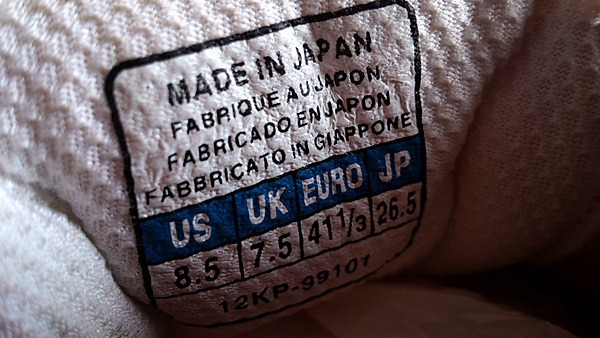 MADE IN JAPAN
FABRIQUE AU JAPON
FABRICADO EN JAPON
FABBRICATO IN GIAPPONE
US UK EURO JP
8.5 7.5 41 1/3 26.5
12KP-99101